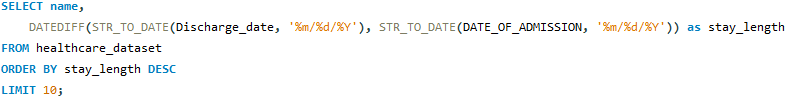 SELECT name,
DATEDIFF(STR_TO_DATE(Discharge_date, '%m/%d/%Y'), STR_TO_DATE(DATE_OF_ADMISSION, '%m/%d/%Y')) as stay_length
FROM healthcare_dataset
ORDER BY stay_length DESC
LIMIT 10;